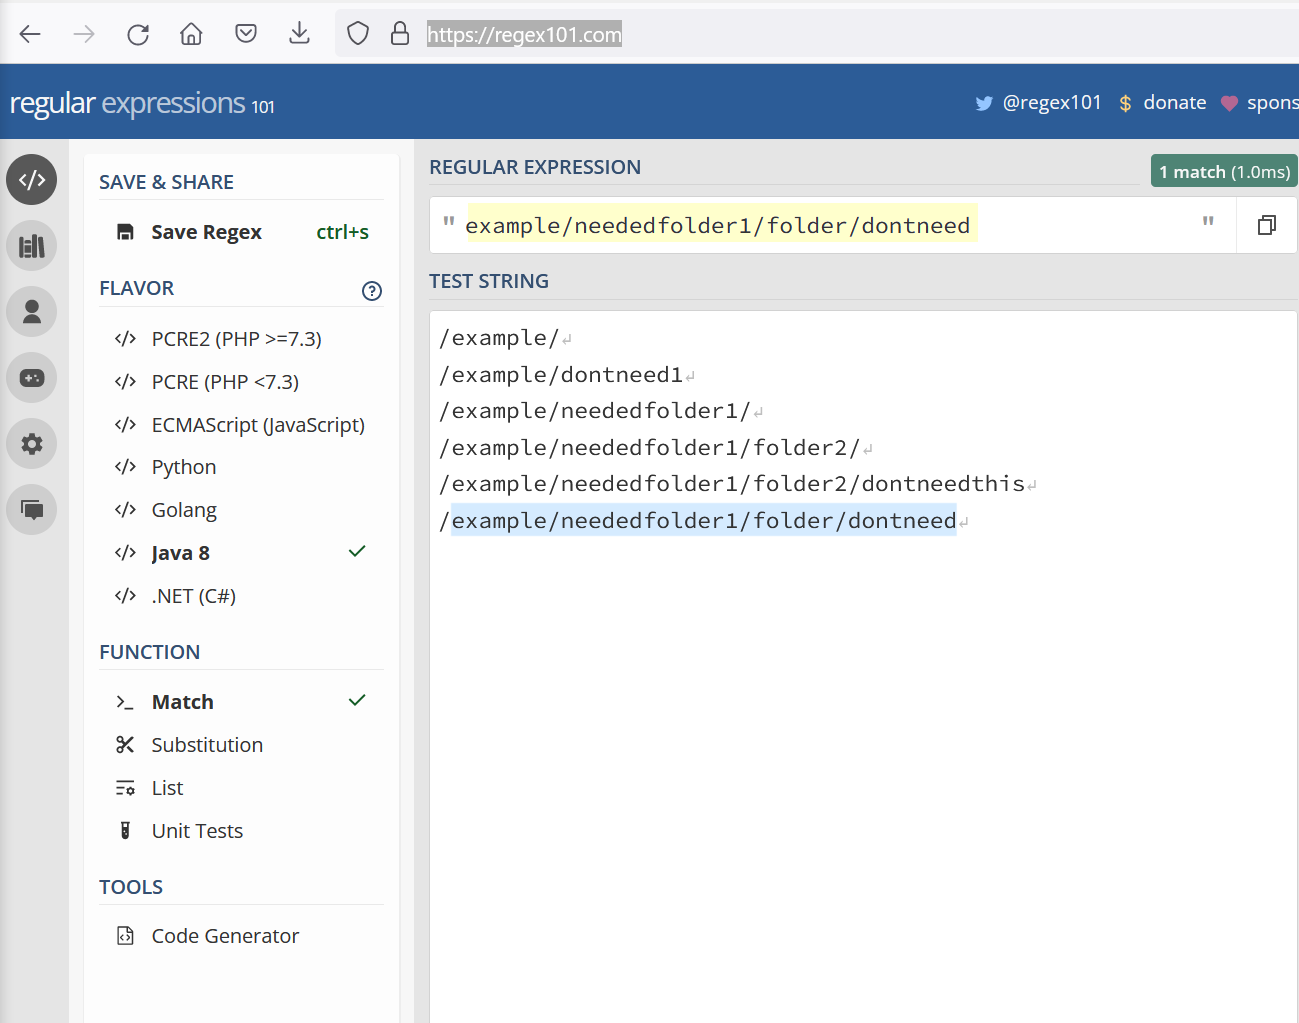 https://regex101.com
regular expressions 101
@regex101 $ donate spons
SAVE & SHARE
Save Regex ctrl+s
FLAVOR ?
</> PCRE2 (PHP >=7.3)
</> PCRE (PHP <7.3)
</> ECMAScript (JavaScript)
</> Python
</> Golang
</> Java 8
</> .NET (C#)
FUNCTION
>_ Match
Substitution
List
Unit Tests
TOOLS
Code Generator
REGULAR EXPRESSION
1 match (1.0ms)
" example/neededfolder1/folder/dontneed "
TEST STRING
/example/↵
/example/dontneed1↵
/example/neededfolder1/↵
/example/neededfolder1/folder2/↵
/example/neededfolder1/folder2/dontneedthis↵
/example/neededfolder1/folder/dontneed↵